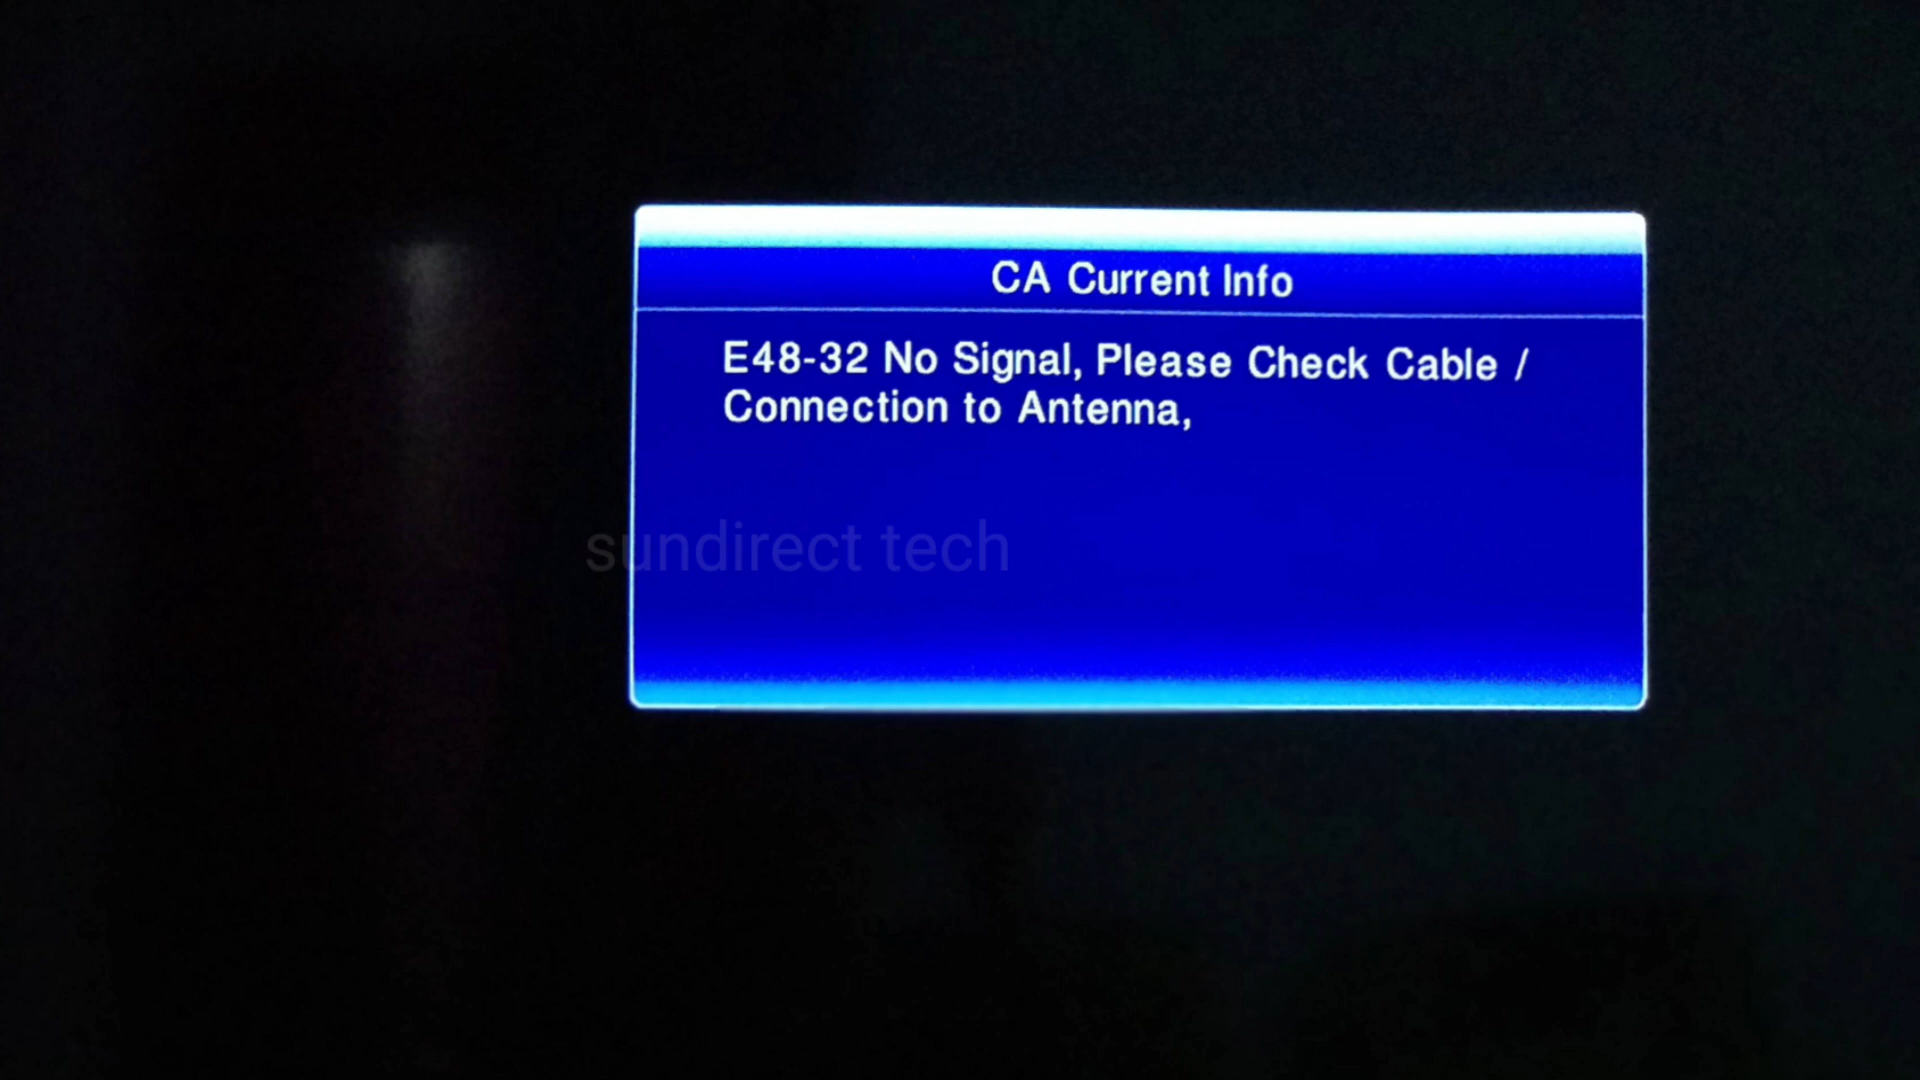 CA Current Info
E48-32 No Signal, Please Check Cable /
Connection to Antenna,
sundirect tech